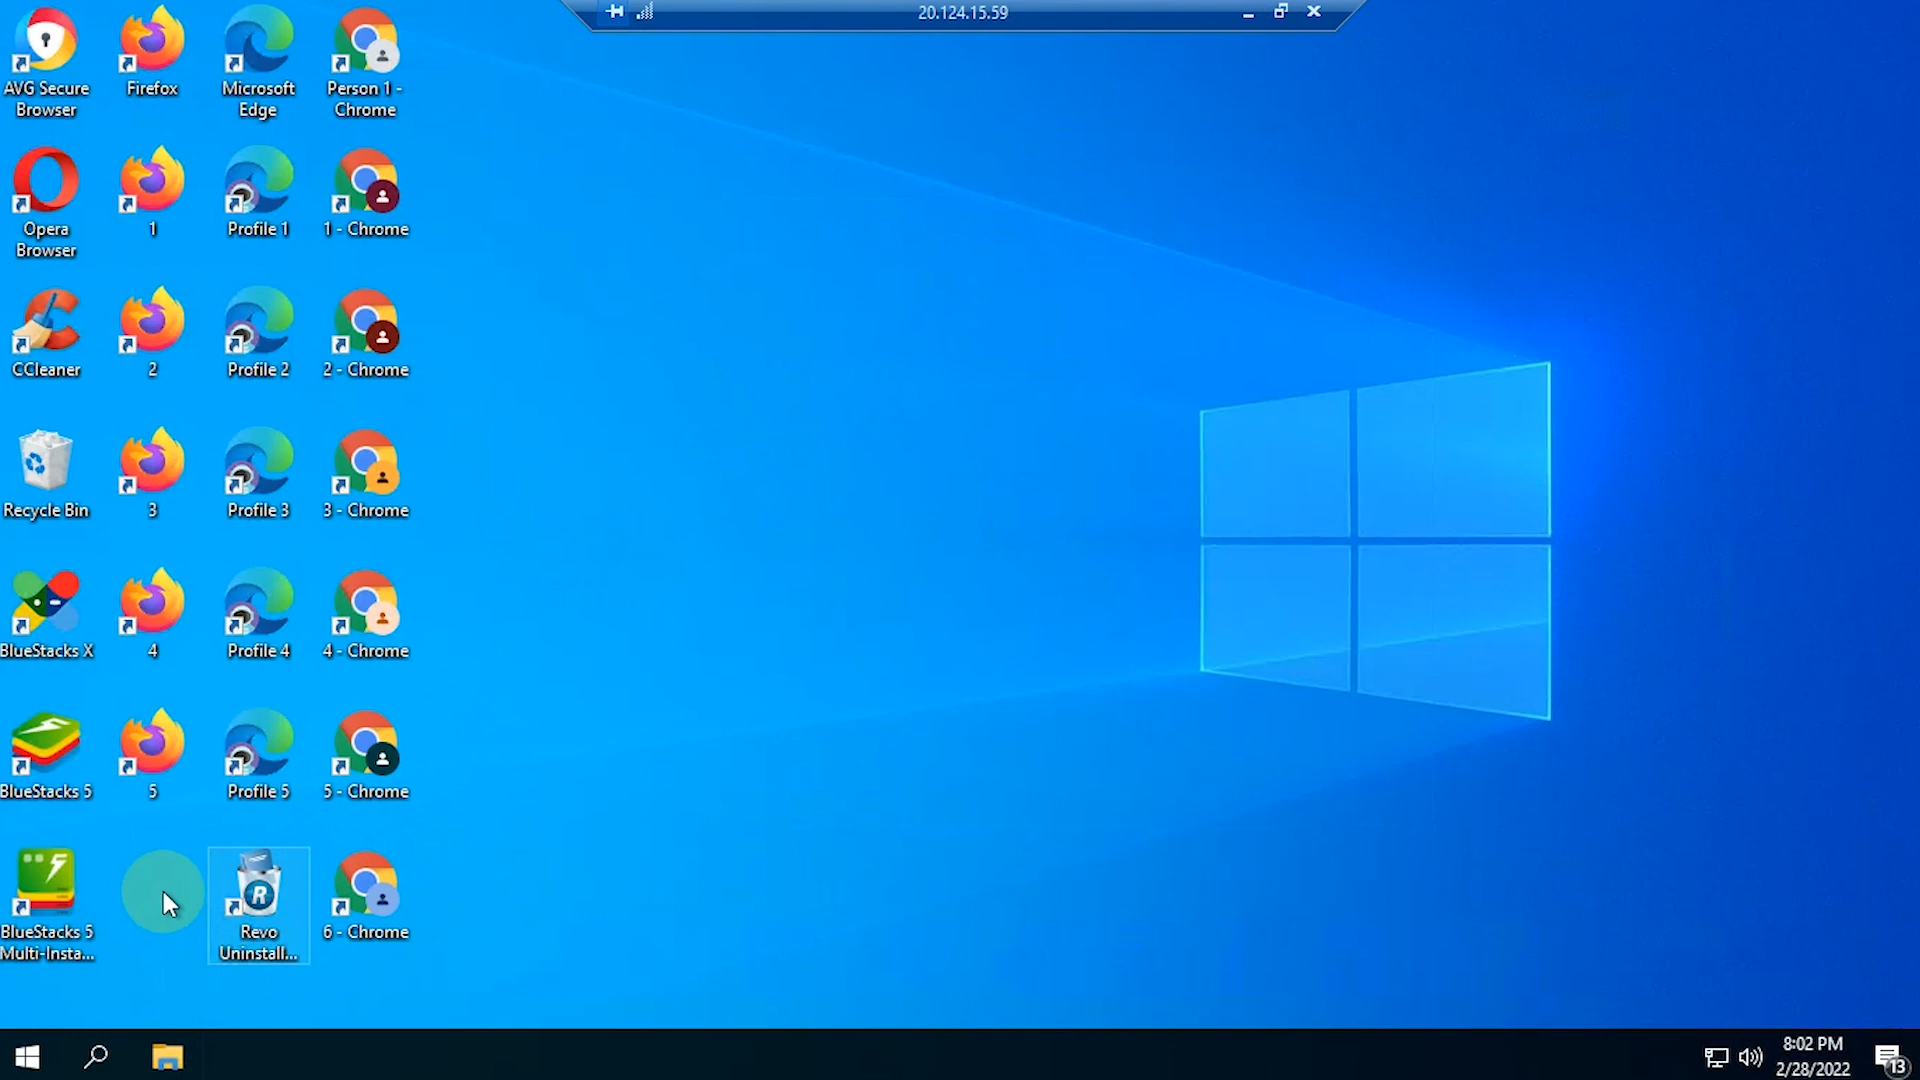 20.124.15.59
AVG Secure
Browser
Firefox
Microsoft
Edge
Person 1 -
Chrome
Opera
Browser
1
Profile 1
1 - Chrome
CCleaner
2
Profile 2
2 - Chrome
Recycle Bin
3
Profile 3
3 - Chrome
BlueStacks X
4
Profile 4
4 - Chrome
BlueStacks 5
5
Profile 5
5 - Chrome
BlueStacks 5
Multi-Insta...
R
Revo
Uninstall...
6 - Chrome
8:02 PM
2/28/2022
13